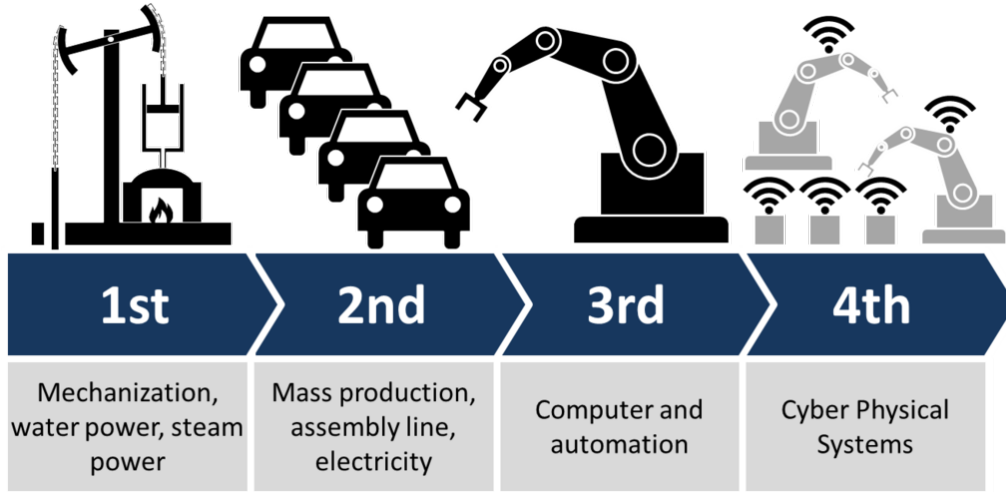 1st
2nd
3rd
4th
Mechanization,
water power, steam
power
Mass production,
assembly line,
electricity
Computer and
automation
Cyber Physical
Systems